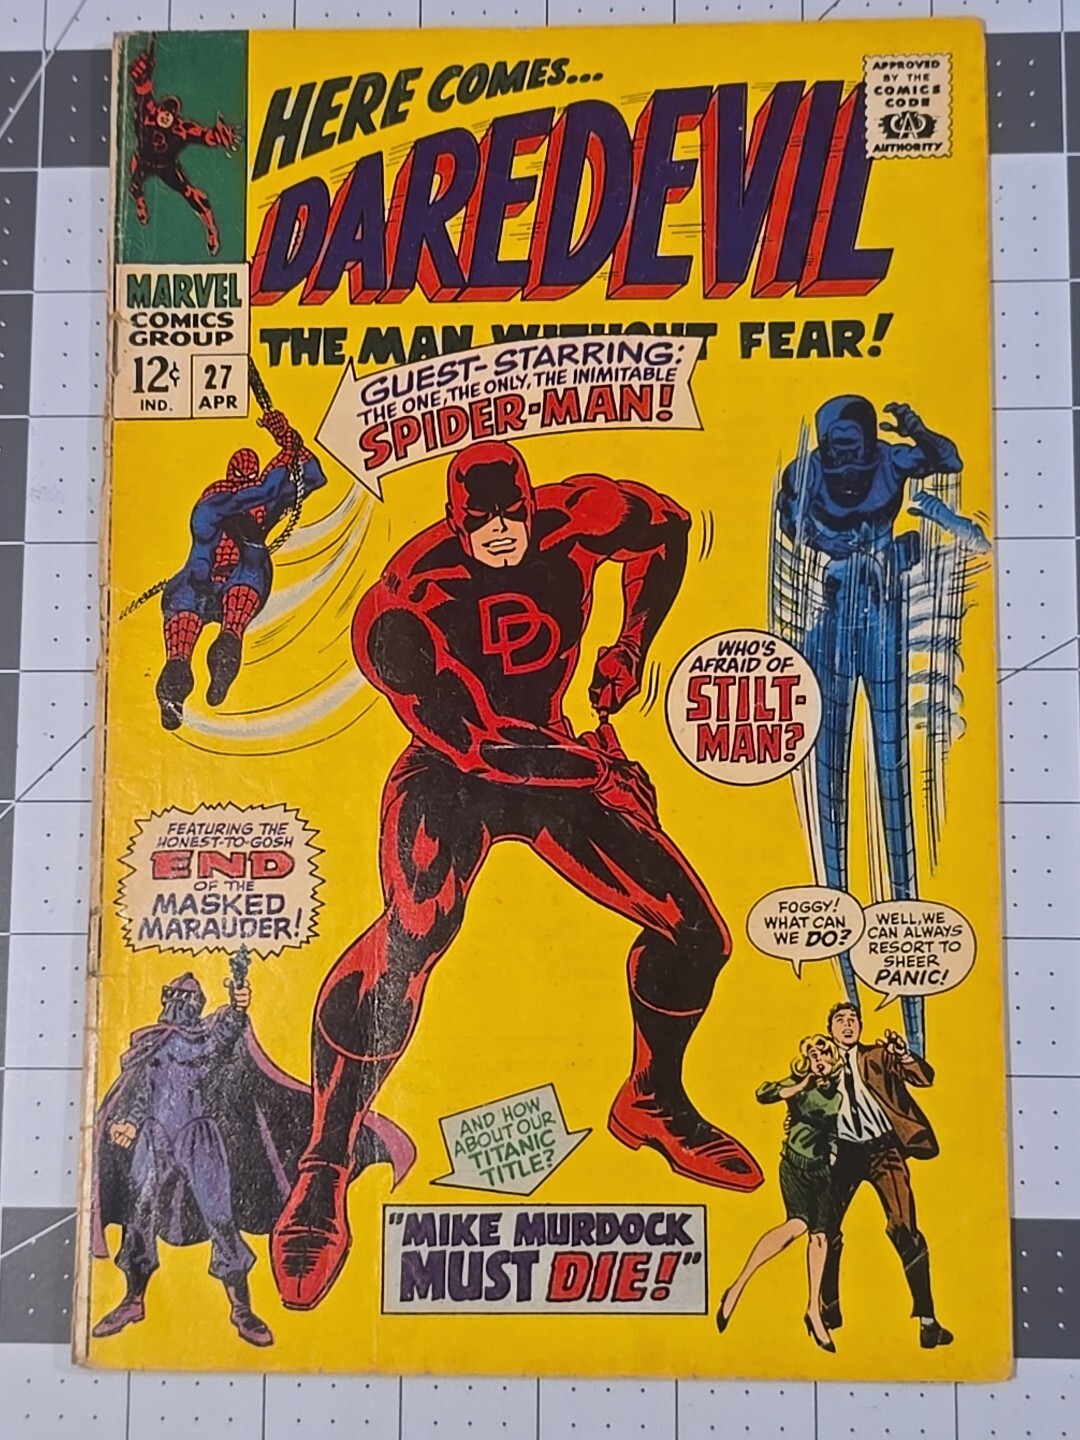 HERE COMES...
DAREDEVIL
THE MAN WITHOUT FEAR!
APPROVED
BY THE
COMICS
CODE
CA
AUTHORITY
MARVEL
COMICS
GROUP
12¢
IND.
27
APR
GUEST-STARRING:
THE ONE, THE ONLY, THE INIMITABLE
SPIDER-MAN!
DD
WHO'S
AFRAID OF
STILT-
MAN?
FEATURING THE
HONEST-TO-GOSH
END
OF THE
MASKED
MARAUDER!
FOGGY!
WHAT CAN
WE DO?
WELL, WE
CAN ALWAYS
RESORT TO
SHEER
PANIC!
AND HOW
ABOUT OUR
TITANIC
TITLE?
"MIKE MURDOCK
MUST DIE!"